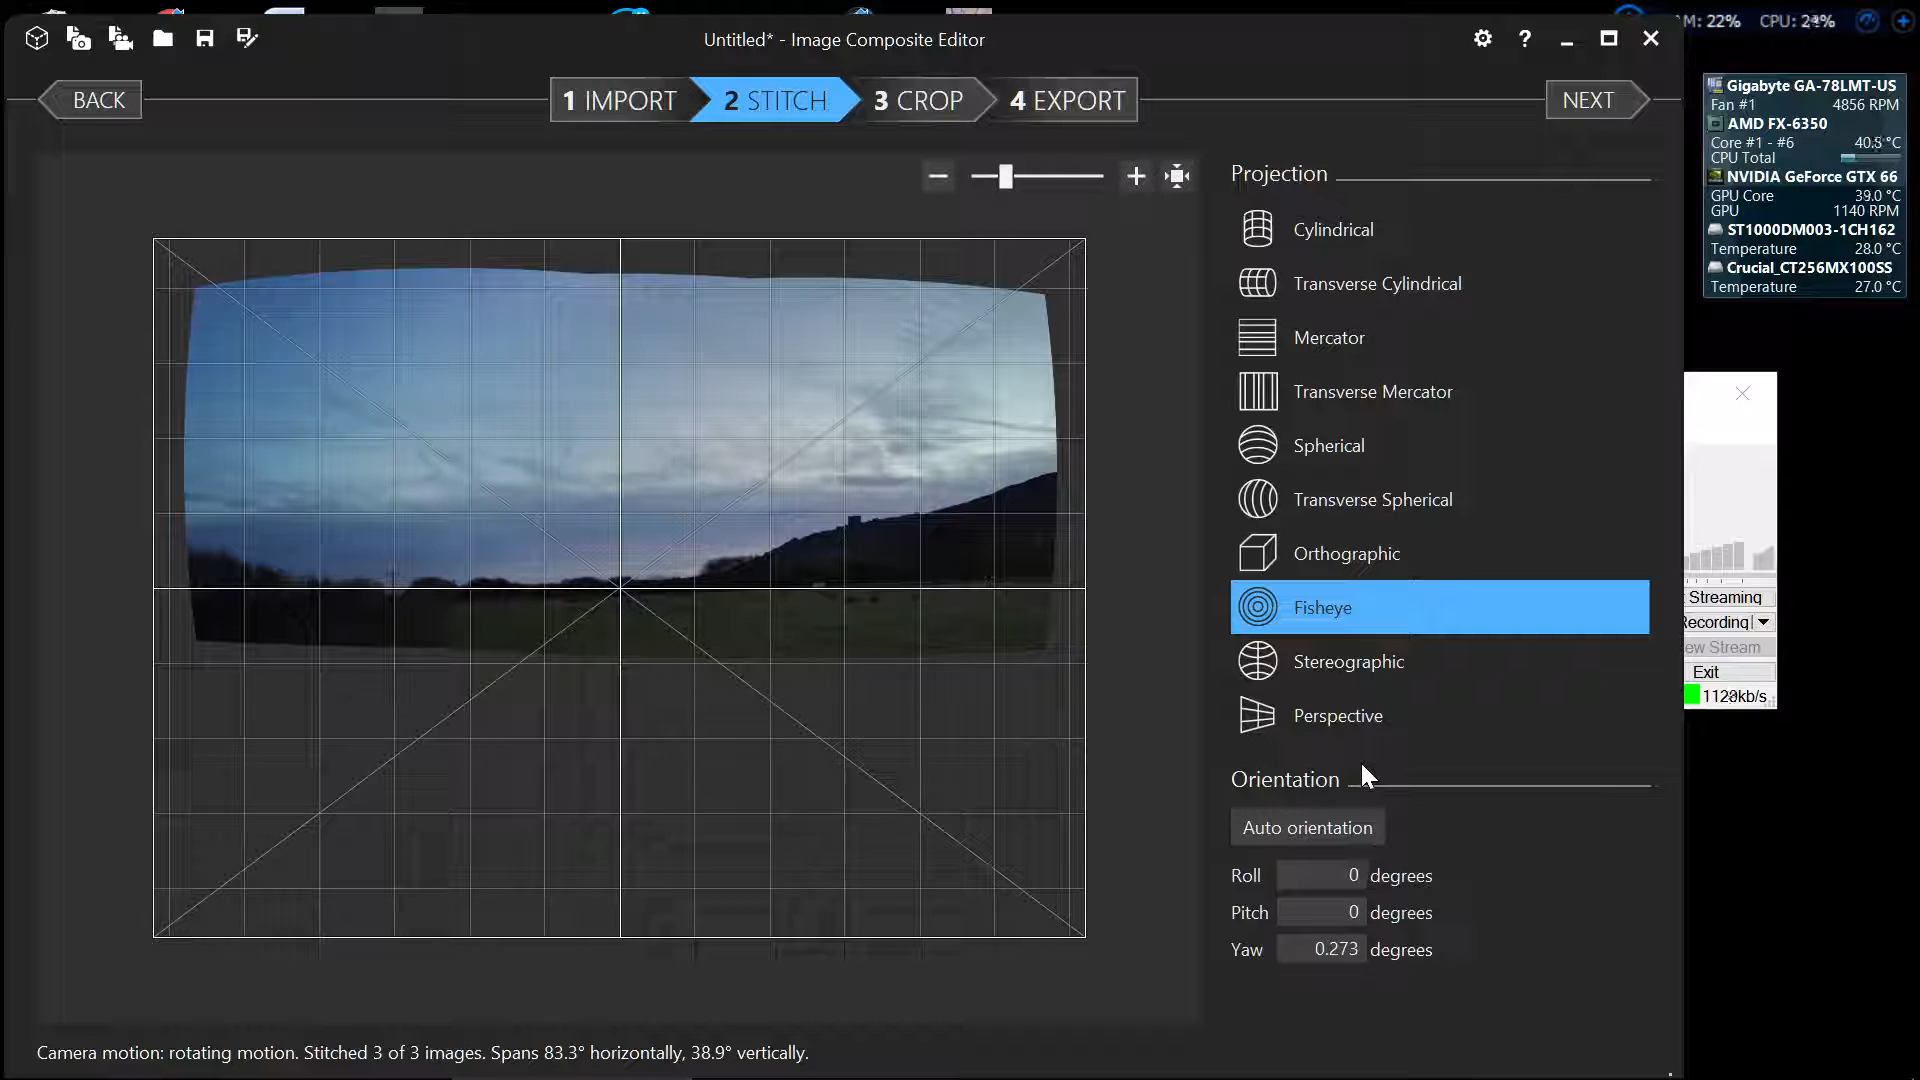 Untitled* - Image Composite Editor
CPU: 24%
M: 22%
BACK
1 IMPORT
2 STITCH
3 CROP
4 EXPORT
NEXT
Projection
Cylindrical
Transverse Cylindrical
Mercator
Transverse Mercator
Spherical
Transverse Spherical
Orthographic
Fisheye
Stereographic
Perspective
Orientation
Auto orientation
Roll 0 degrees
Pitch 0 degrees
Yaw 0.273 degrees
Camera motion: rotating motion. Stitched 3 of 3 images. Spans 83.3° horizontally, 38.9° vertically.
Gigabyte GA-78LMT-US
Fan #1 4856 RPM
AMD FX-6350
Core #1 - #6 40.5 °C
CPU Total
NVIDIA GeForce GTX 66
GPU Core 39.0 °C
GPU 1140 RPM
ST1000DM003-1CH162
Temperature 28.0 °C
Crucial_CT256MX100SS
Temperature 27.0 °C
Streaming
Recording
ew Stream
Exit